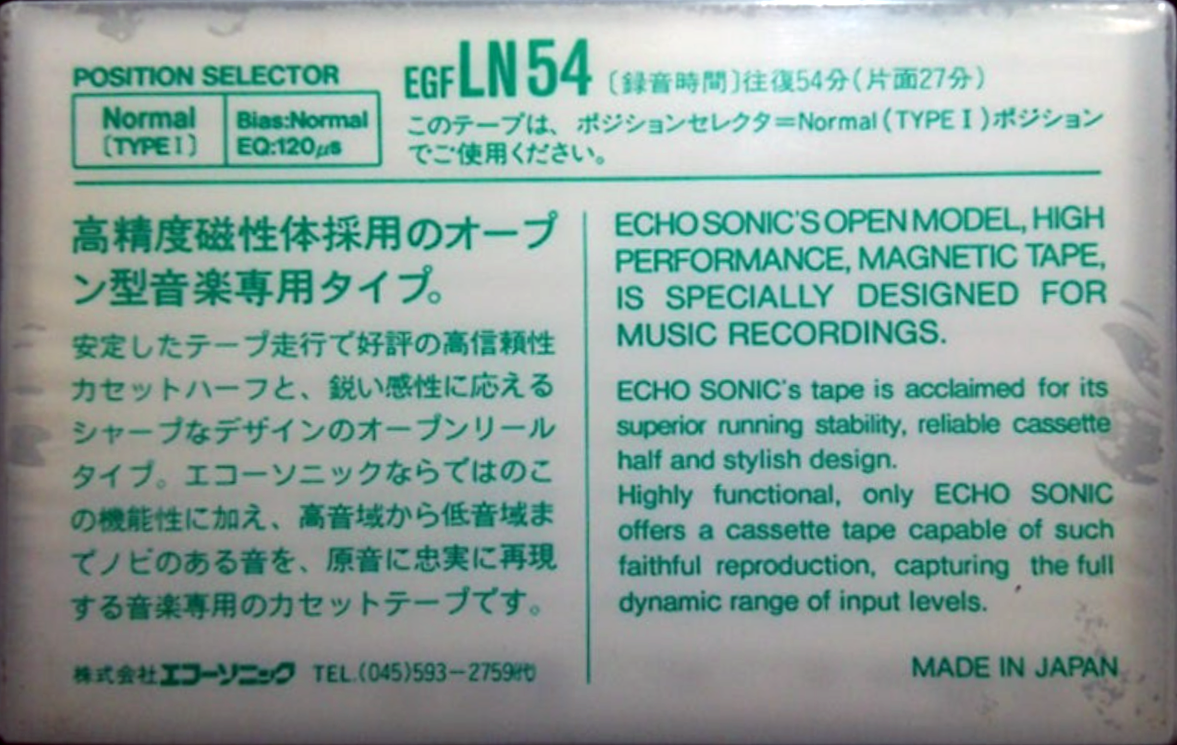 POSITION SELECTOR
Normal
〔TYPE I〕
Bias:Normal
EQ:120μs
EGF LN 54 〔録音時間〕往復54分(片面27分)
このテープは、ポジションセレクタ=Normal(TYPE I)ポジション
でご使用ください。
高精度磁性体採用のオープ
ン型音楽専用タイプ。
安定したテープ走行で好評の高信頼性
カセットハーフと、鋭い感性に応える
シャープなデザインのオープンリール
タイプ。エコーソニックならではのこ
の機能性に加え、高音域から低音域ま
でノビのある音を、原音に忠実に再現
する音楽専用のカセットテープです。
株式会社エコーソニック TEL.(045)593-2759㈹
ECHO SONIC'S OPEN MODEL, HIGH
PERFORMANCE, MAGNETIC TAPE,
IS SPECIALLY DESIGNED FOR
MUSIC RECORDINGS.
ECHO SONIC's tape is acclaimed for its
superior running stability, reliable cassette
half and stylish design.
Highly functional, only ECHO SONIC
offers a cassette tape capable of such
faithful reproduction, capturing the full
dynamic range of input levels.
MADE IN JAPAN